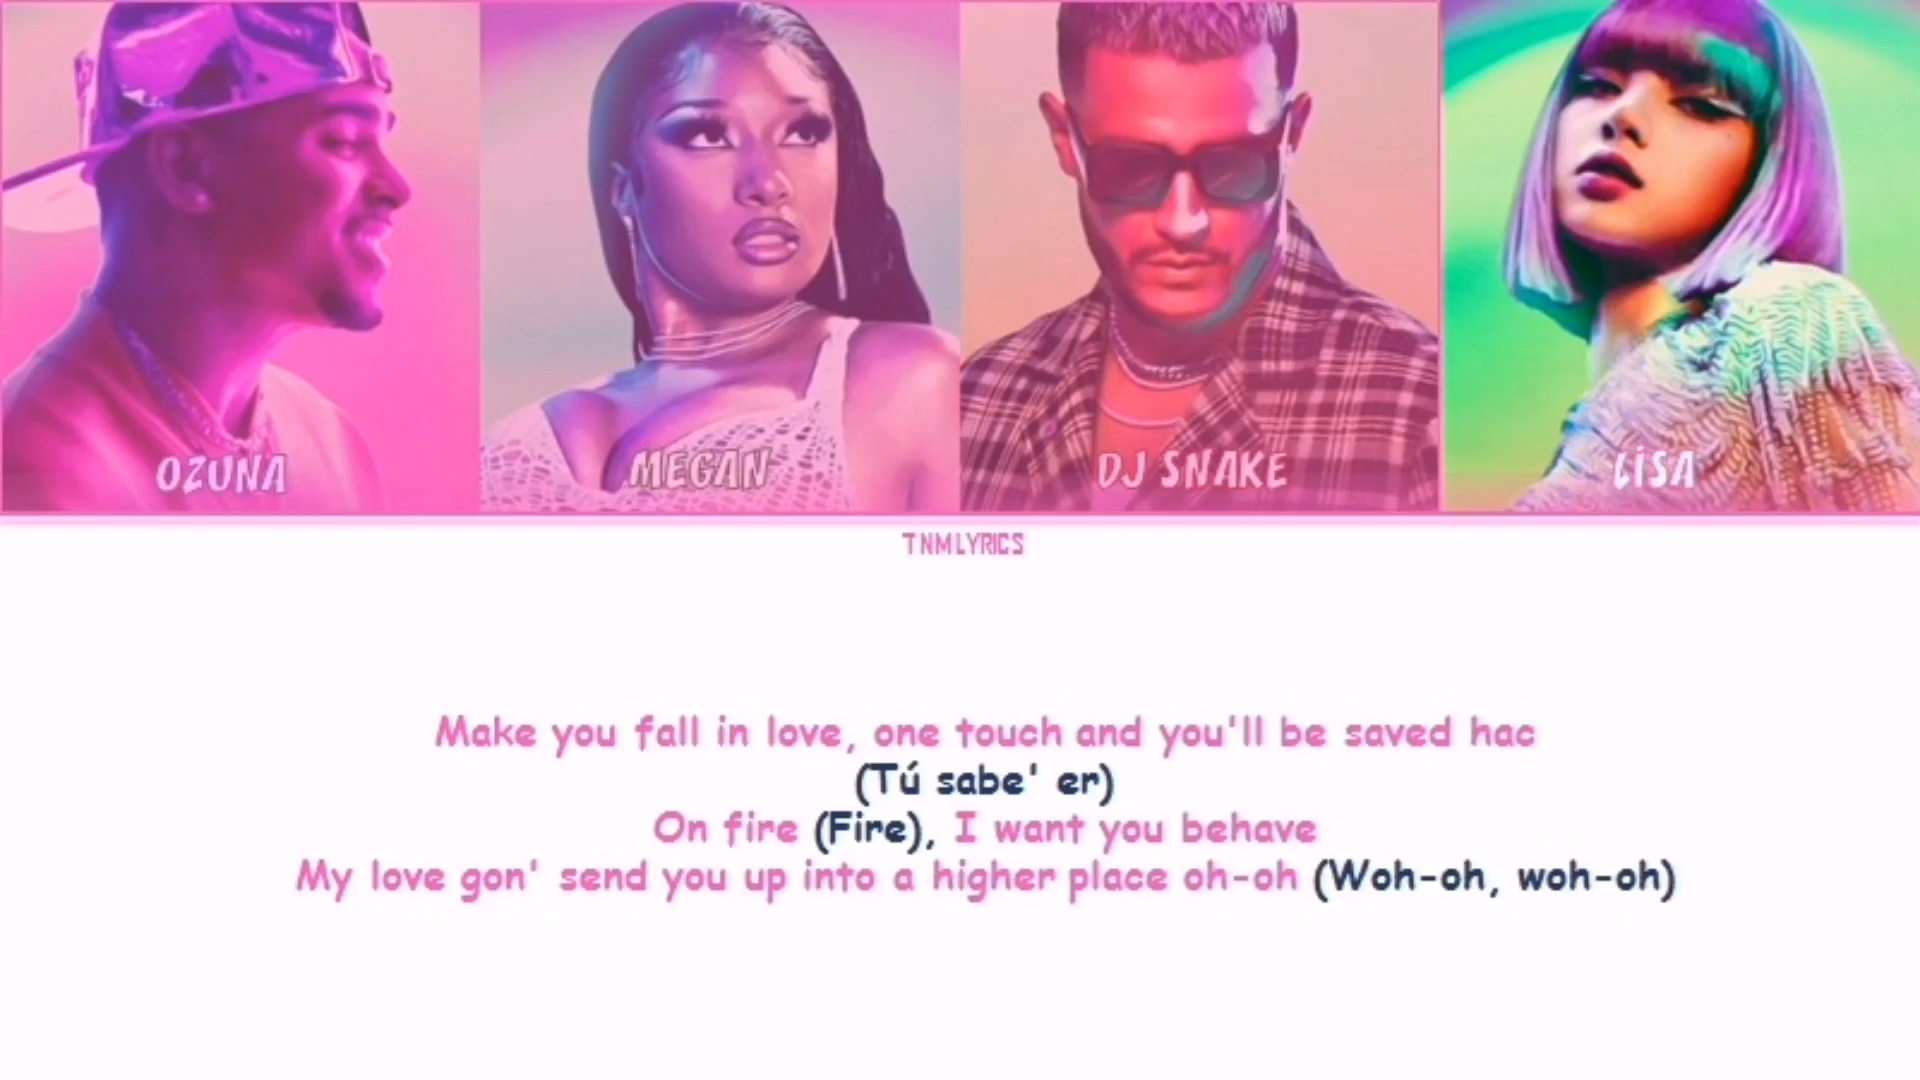 OZUNA
MEGAN
DJ SNAKE
LİSA
TNMLYRICS
Make you fall in love, one touch and you'll be saved hac
(Tú sabe' er)
On fire (Fire), I want you behave
My love gon' send you up into a higher place oh-oh (Woh-oh, woh-oh)